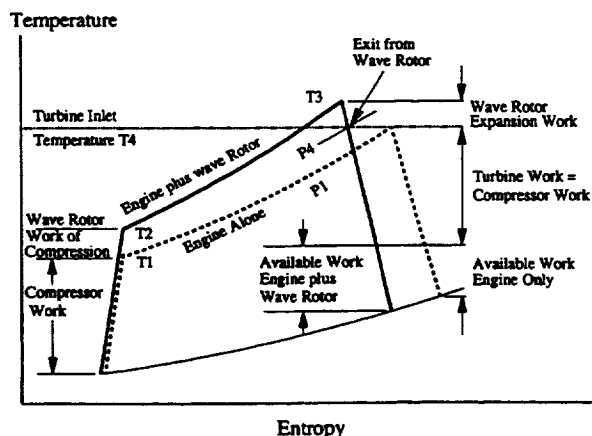 Temperature
Exit from
Wave Rotor
T3
Wave Rotor
Expansion Work
Turbine Inlet
Temperature T4
P4
Engine plus wave Rotor
Turbine Work =
Compressor Work
P1
Engine Alone
Wave Rotor
Work of
Compression
T2
T1
Available Work
Engine plus
Wave Rotor
Available Work
Engine Only
Compressor
Work
Entropy